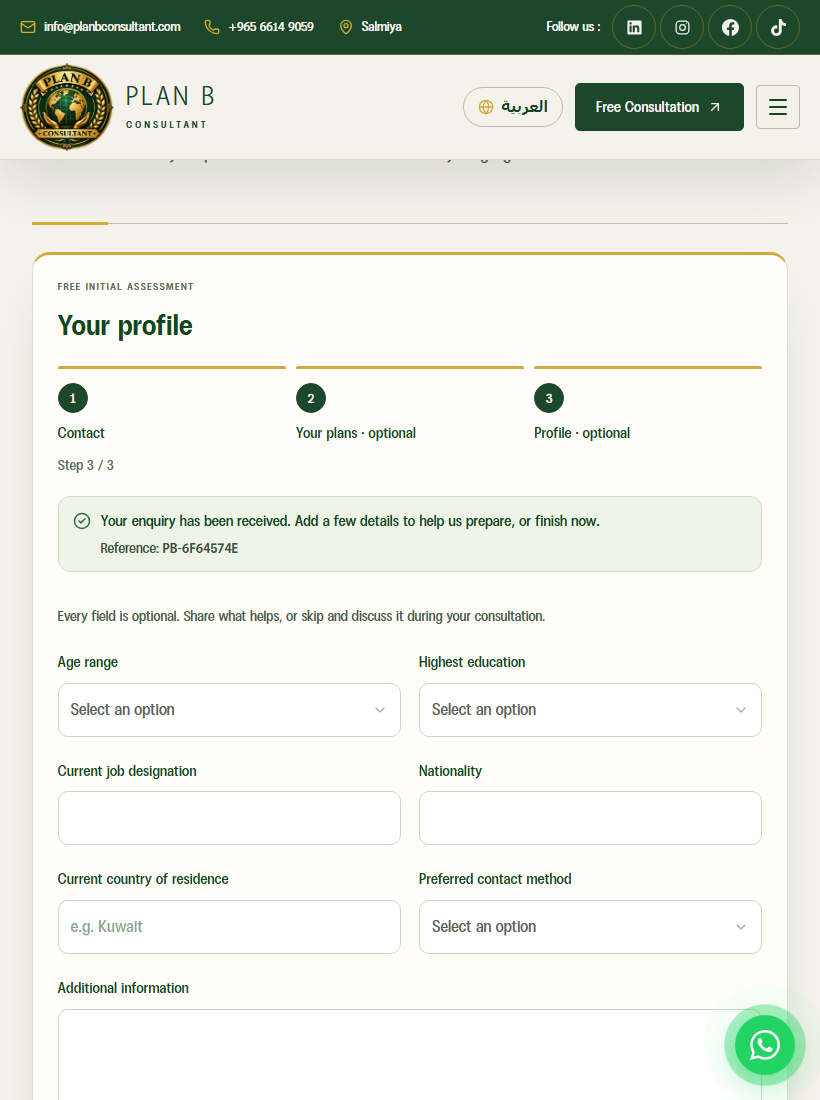 info@planbconsultant.com
+965 6614 9059
Salmiya
Follow us :
PLAN B
CONSULTANT
PLAN B
CONSULTANT
العربية
Free Consultation
FREE INITIAL ASSESSMENT
Your profile
1
2
3
Contact
Your plans · optional
Profile · optional
Step 3 / 3
Your enquiry has been received. Add a few details to help us prepare, or finish now.
Reference: PB-6F64574E
Every field is optional. Share what helps, or skip and discuss it during your consultation.
Age range
Highest education
Select an option
Select an option
Current job designation
Nationality
Current country of residence
Preferred contact method
e.g. Kuwait
Select an option
Additional information